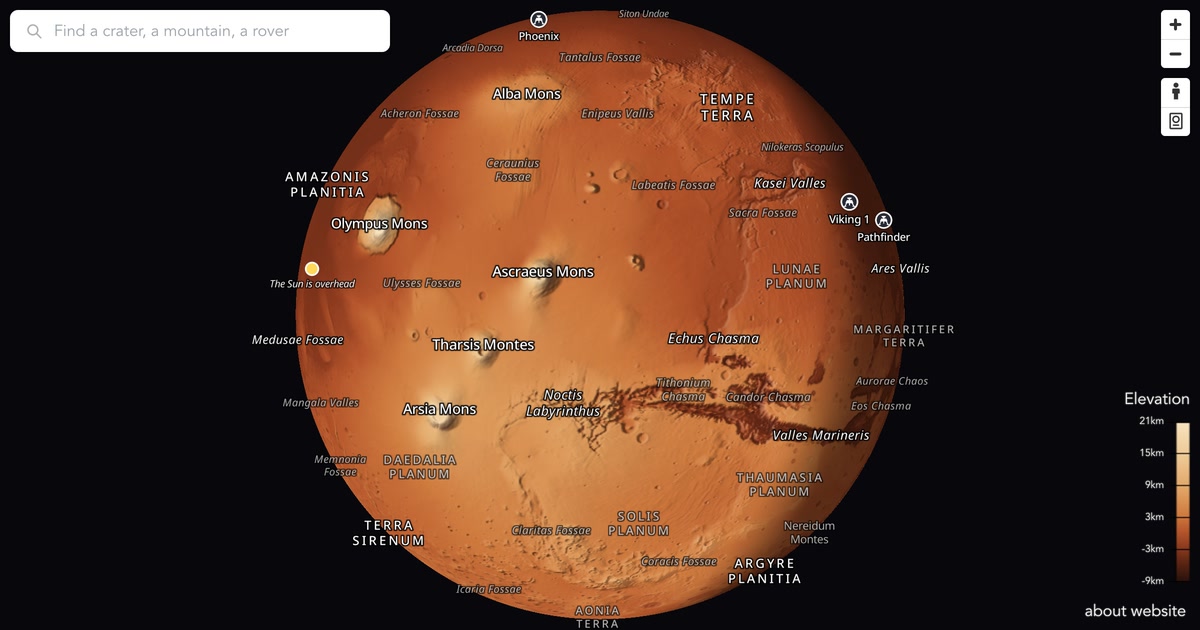 Find a crater, a mountain, a rover
Siton Undae
Phoenix
Arcadia Dorsa
Tantalus Fossae
Alba Mons
TEMPE
TERRA
Acheron Fossae
Enipeus Vallis
Nilokeras Scopulus
Ceraunius
Fossae
AMAZONIS
PLANITIA
Labeatis Fossae
Kasei Valles
Sacra Fossae
Viking 1
Olympus Mons
Pathfinder
Ascraeus Mons
LUNAE
PLANUM
Ares Vallis
The Sun is overhead
Ulysses Fossae
MARGARITIFER
TERRA
Medusae Fossae
Tharsis Montes
Echus Chasma
Tithonium
Chasma
Candor Chasma
Aurorae Chaos
Mangala Valles
Arsia Mons
Noctis
Labyrinthus
Eos Chasma
Valles Marineris
Memnonia
Fossae
DAEDALIA
PLANUM
THAUMASIA
PLANUM
TERRA
SIRENUM
Claritas Fossae
SOLIS
PLANUM
Nereidum
Montes
Coracis Fossae
ARGYRE
PLANITIA
Icaria Fossae
AONIA
TERRA
Elevation
21km
15km
9km
3km
-3km
-9km
about website